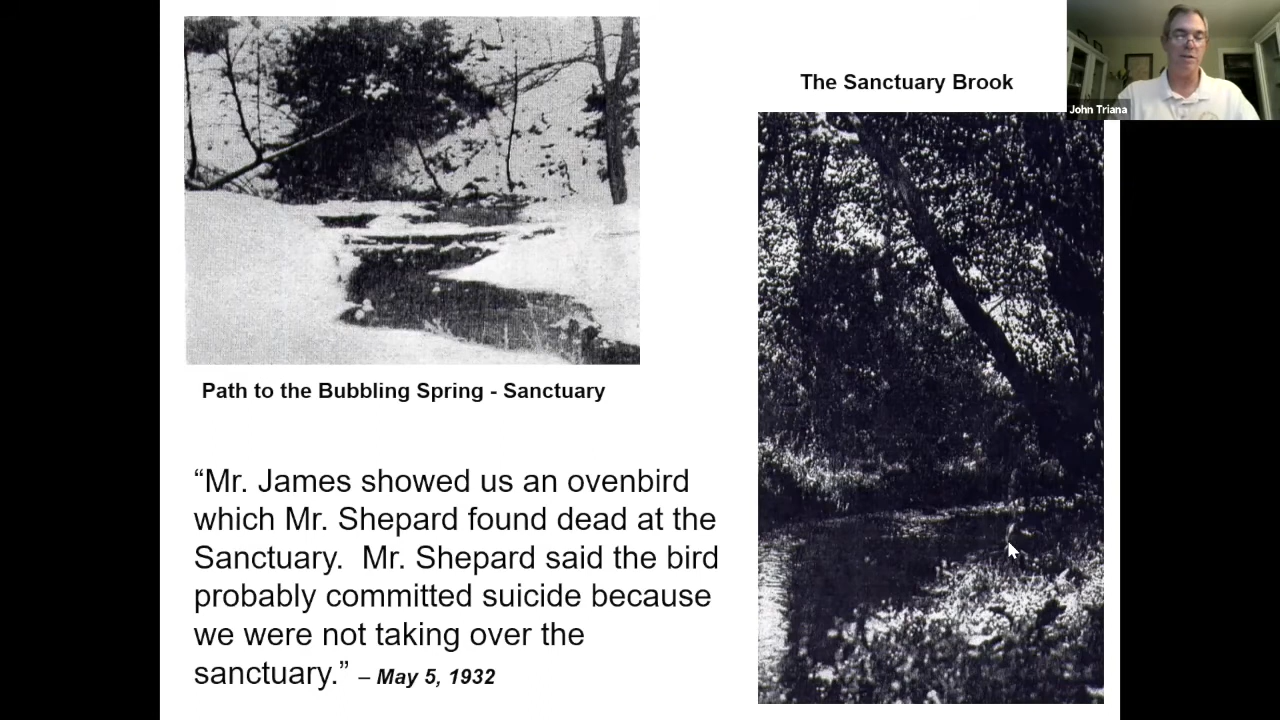 The Sanctuary Brook
John Triana
Path to the Bubbling Spring - Sanctuary
“Mr. James showed us an ovenbird
which Mr. Shepard found dead at the
Sanctuary.  Mr. Shepard said the bird
probably committed suicide because
we were not taking over the
sanctuary.” – May 5, 1932